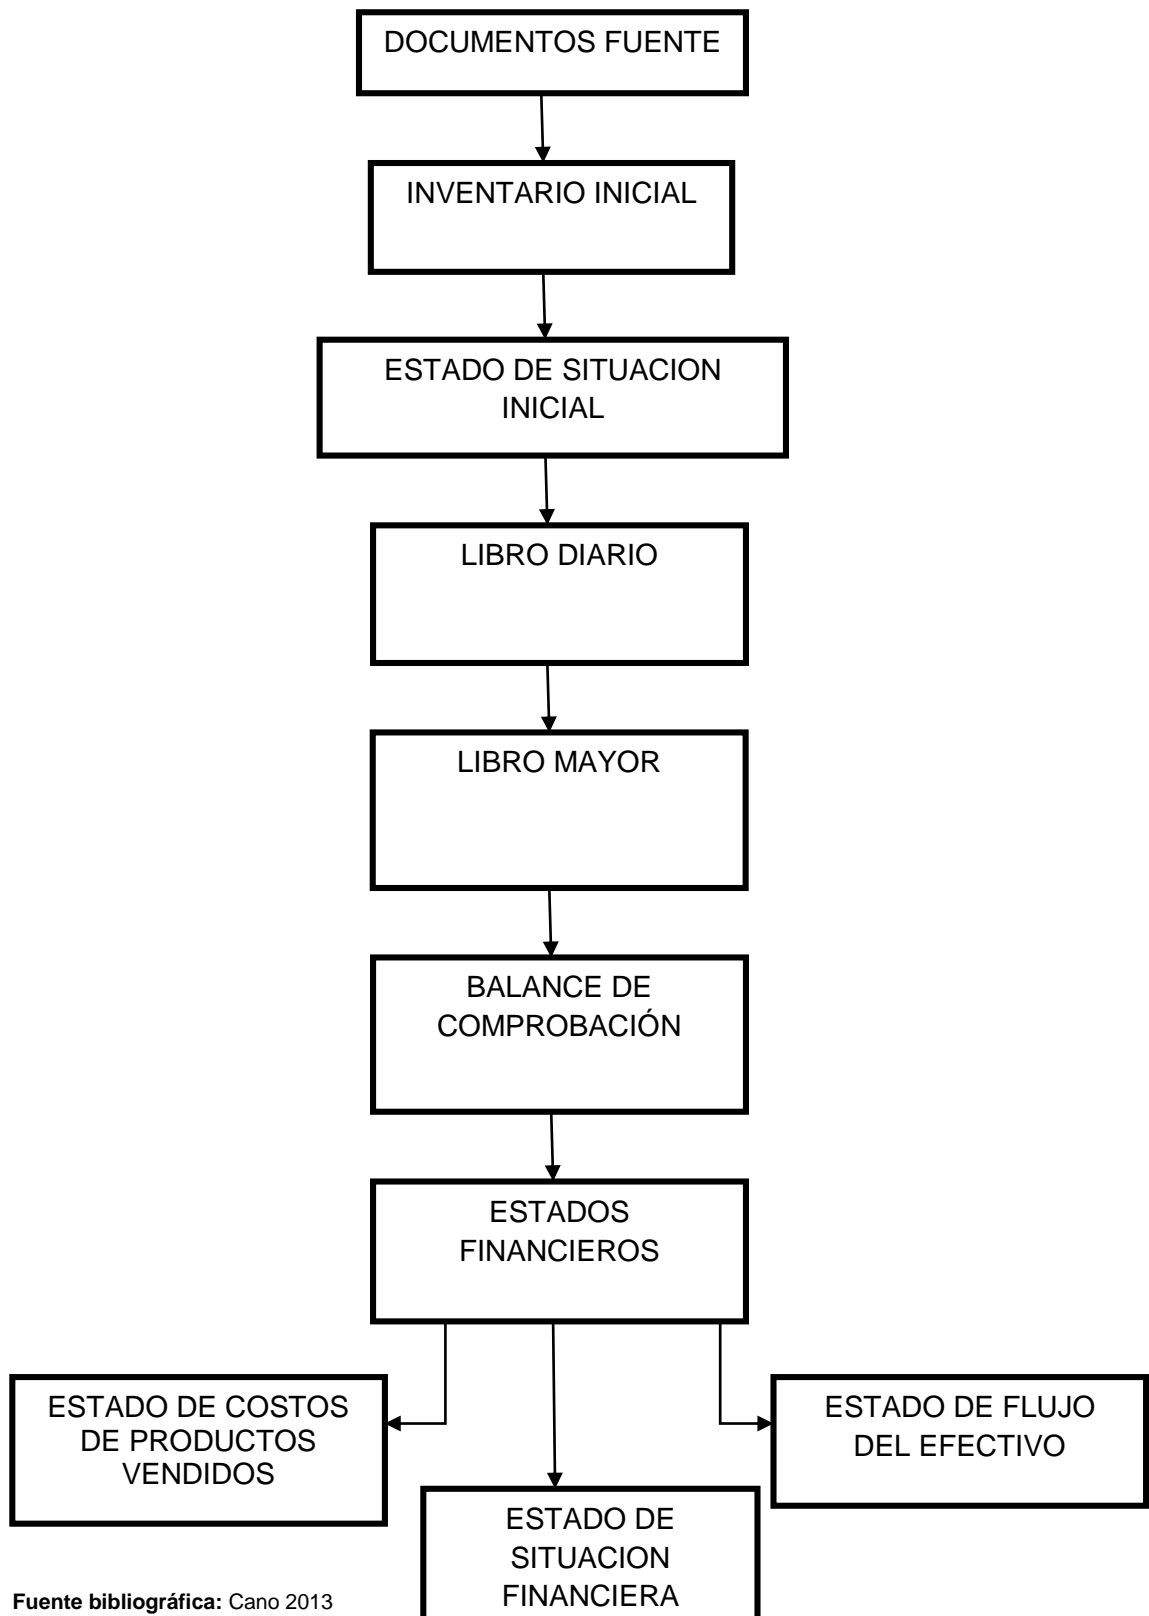 DOCUMENTOS FUENTE
INVENTARIO INICIAL
ESTADO DE SITUACION
INICIAL
LIBRO DIARIO
LIBRO MAYOR
BALANCE DE
COMPROBACIÓN
ESTADOS
FINANCIEROS
ESTADO DE COSTOS
DE PRODUCTOS
VENDIDOS
ESTADO DE FLUJO
DEL EFECTIVO
ESTADO DE
SITUACION
FINANCIERA
Fuente bibliográfica: Cano 2013